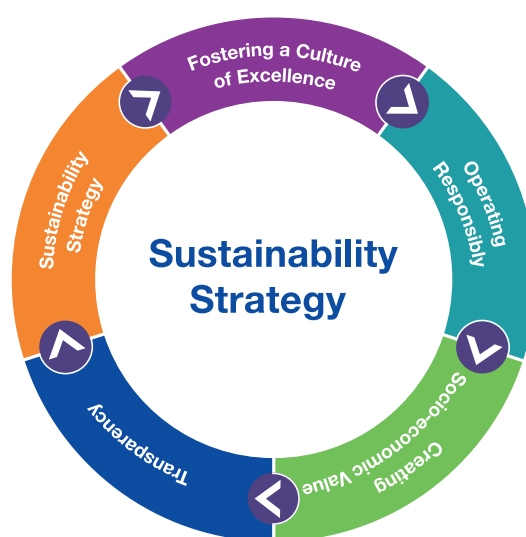 Fostering a Culture
of Excellence
Operating
Responsibly
Creating
Socio-economic Value
Transparency
Sustainability
Strategy
Sustainability
Strategy